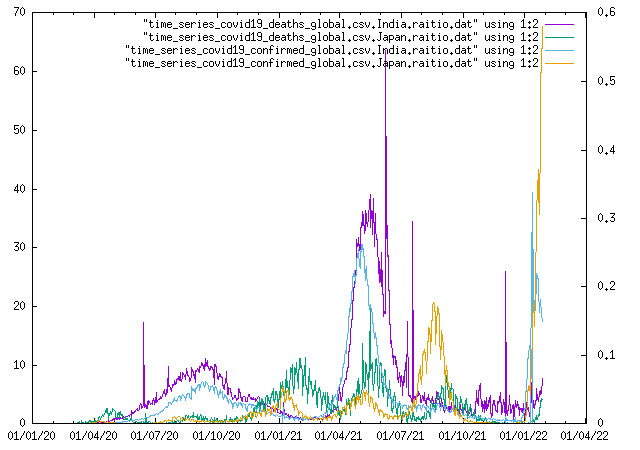 "time_series_covid19_deaths_global.csv.India.raitio.dat" using 1:2
"time_series_covid19_deaths_global.csv.Japan.raitio.dat" using 1:2
"time_series_covid19_confirmed_global.csv.India.raitio.dat" using 1:2
"time_series_covid19_confirmed_global.csv.Japan.raitio.dat" using 1:2
70 0.6
60 0.5
50 0.4
40 0.3
30 0.2
20 0.1
10 0
0
01/01/20 01/04/20 01/07/20 01/10/20 01/01/21 01/04/21 01/07/21 01/10/21 01/01/22 01/04/22